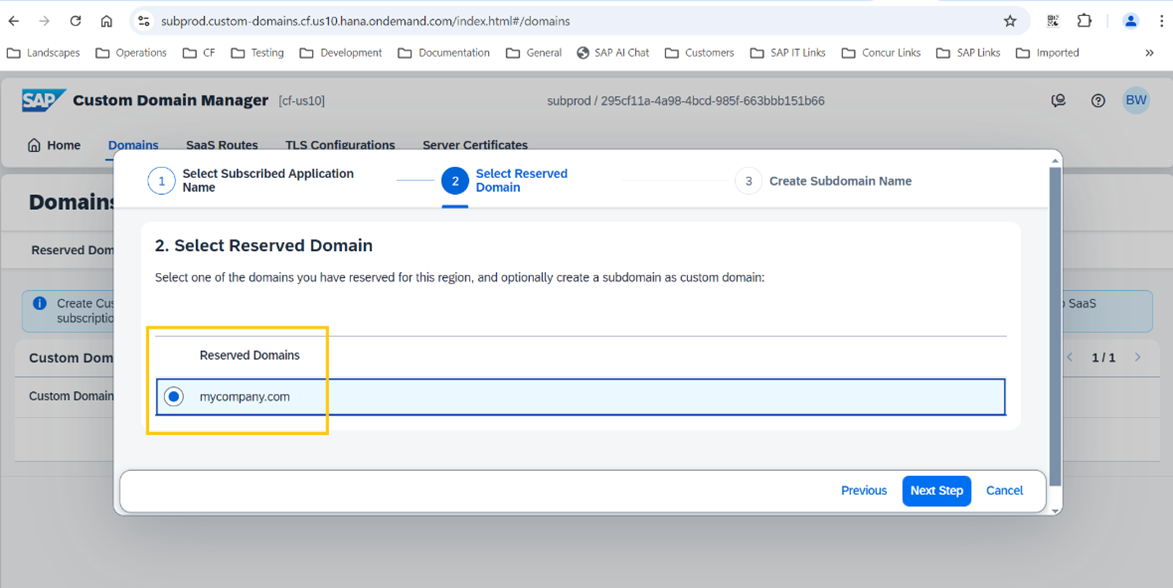 subprod.custom-domains.cf.us10.hana.ondemand.com/index.html#/domains
Landscapes Operations CF Testing Development Documentation General SAP AI Chat Customers SAP IT Links Concur Links SAP Links Imported »
SAP Custom Domain Manager [cf-us10] subprod / 295cf11a-4a98-4bcd-985f-663bbb151b66 BW
Home Domains SaaS Routes TLS Configurations Server Certificates
1 Select Subscribed Application Name
2 Select Reserved Domain
3 Create Subdomain Name
Domains
Reserved Dom
2. Select Reserved Domain
Select one of the domains you have reserved for this region, and optionally create a subdomain as custom domain:
Create Cus
subscriptio
SaaS
Reserved Domains
Custom Dom
1 / 1
Custom Domain
mycompany.com
Previous Next Step Cancel